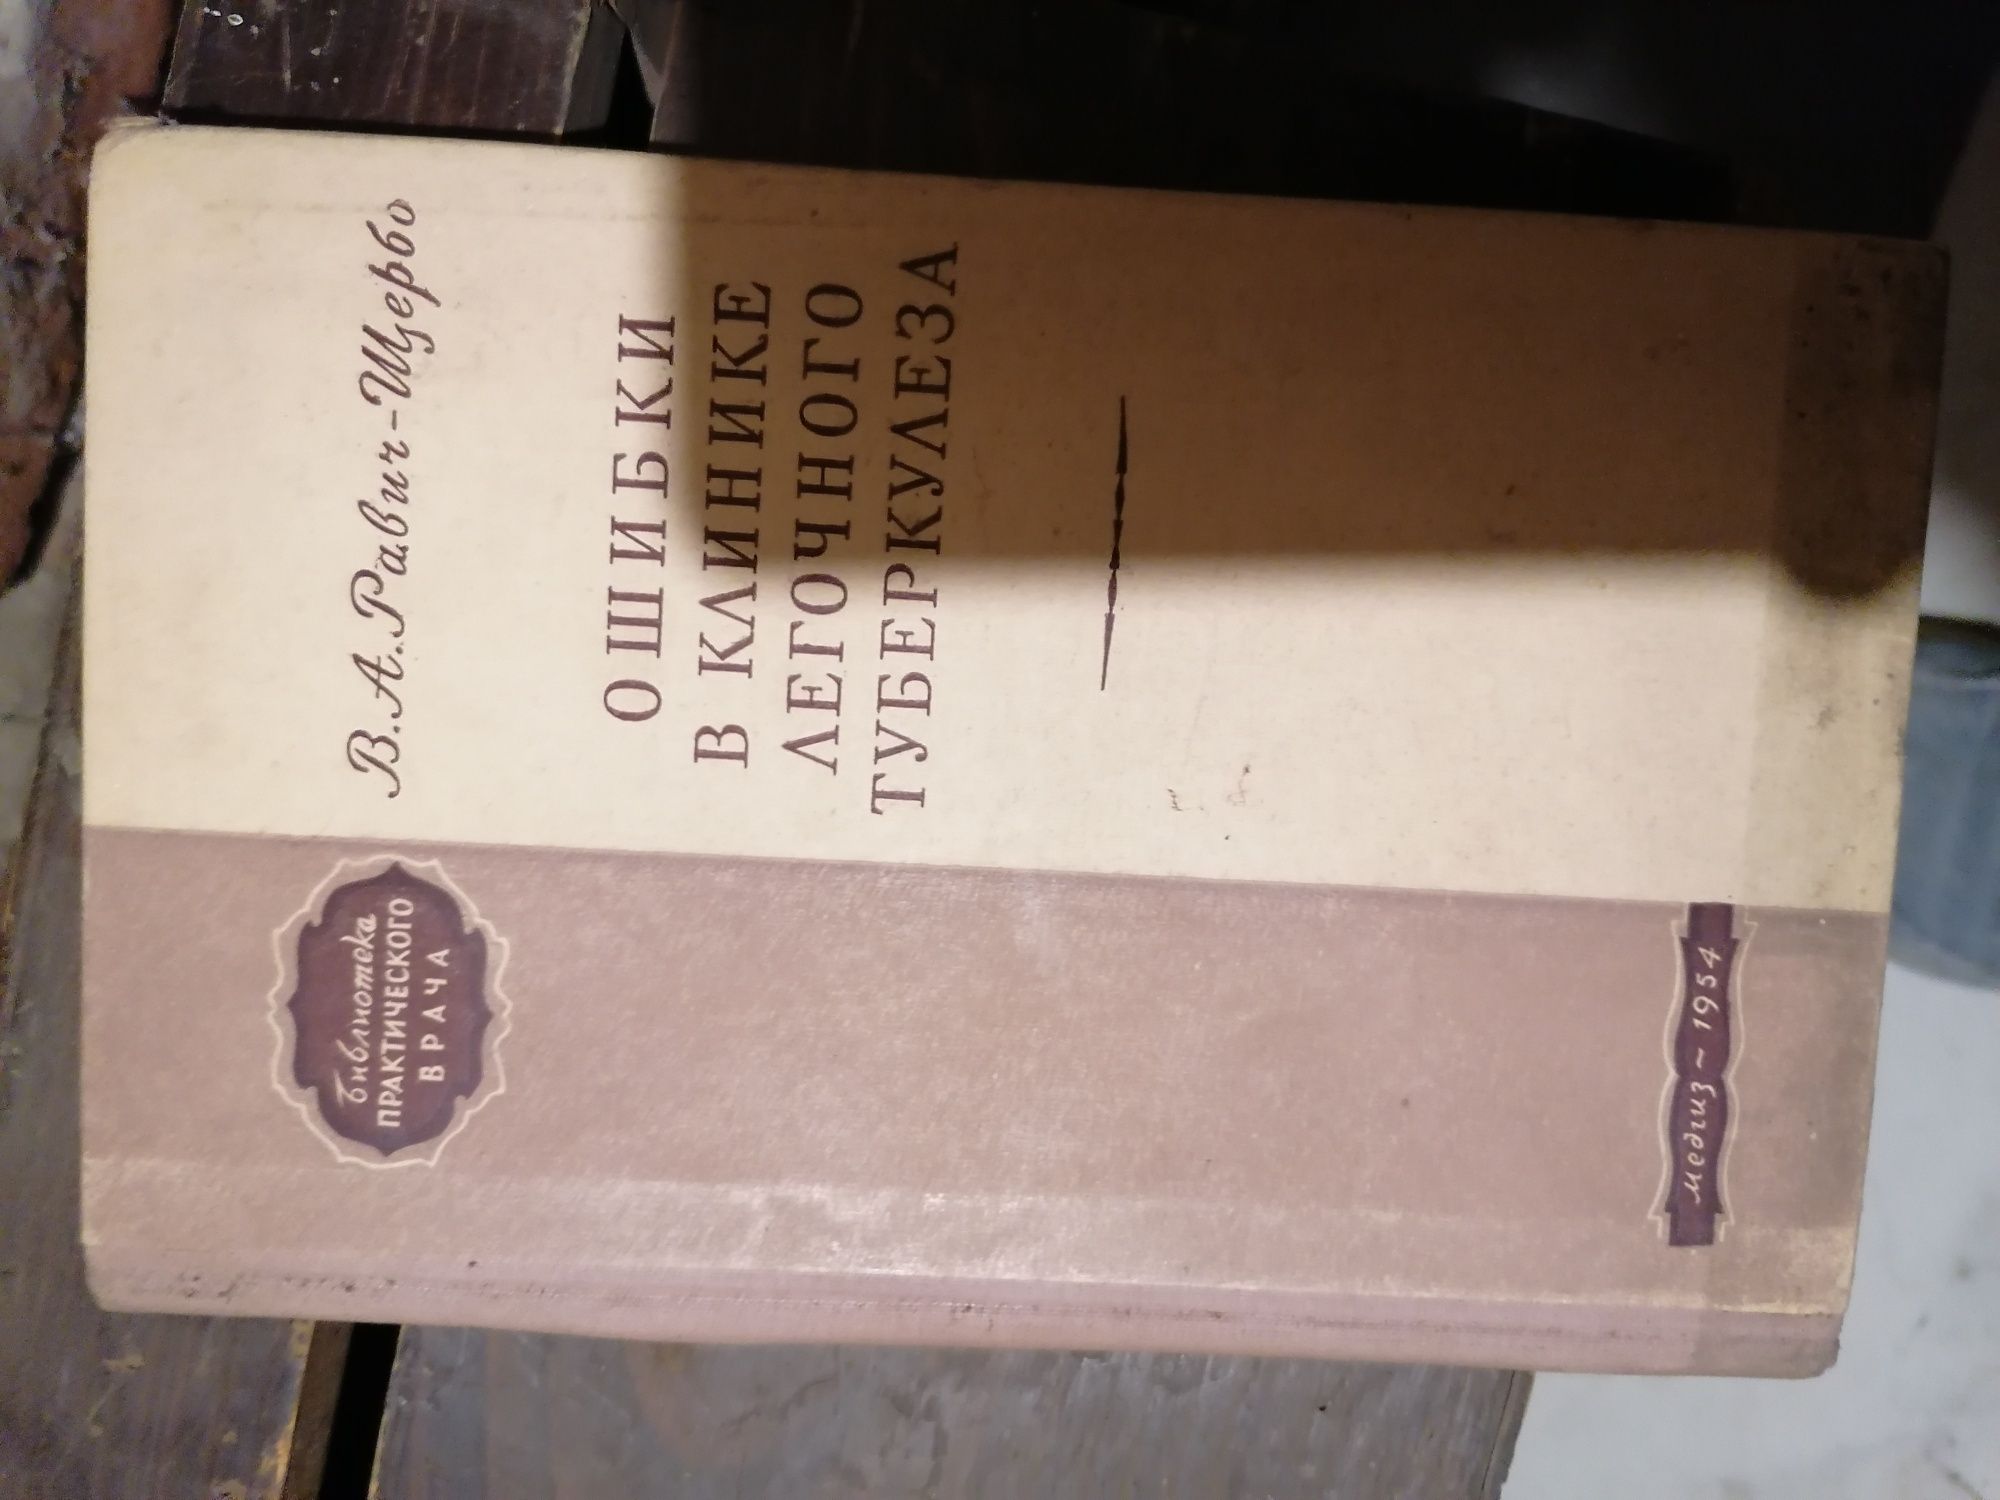 В. А. Равич-Щербо
ОШИБКИ
В КЛИНИКЕ
ЛЕГОЧНОГО
ТУБЕРКУЛЕЗА
Библиотека
ПРАКТИЧЕСКОГО
ВРАЧА
Медгиз ~ 1954